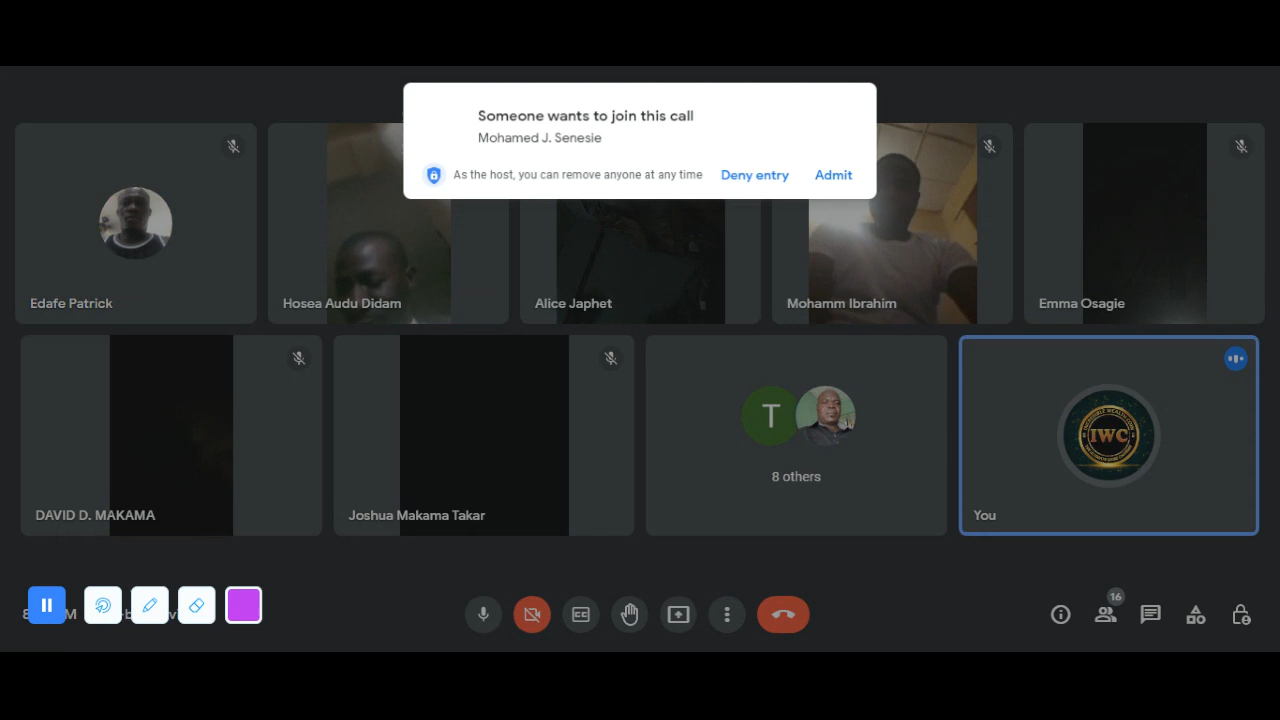 Someone wants to join this call
Mohamed J. Senesie
As the host, you can remove anyone at any time
Deny entry
Admit
Edafe Patrick
Hosea Audu Didam
Alice Japhet
Mohamm Ibrahim
Emma Osagie
T
8 others
IWC
DAVID D. MAKAMA
Joshua Makama Takar
You
CC
16